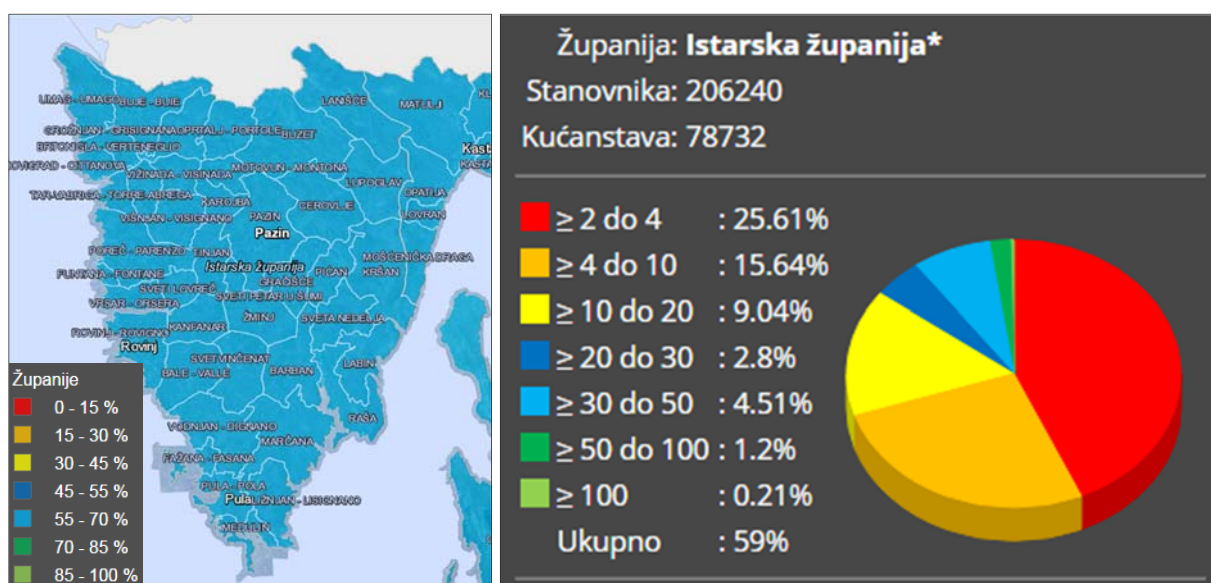 UMAG - UMAGO
BUJE - BUIE
LANIŠĆE
MATULJI
GROŽNJAN - GRISIGNANA
OPRTALJ - PORTOLE
BUZET
BRTONIGLA - VERTENEGLIO
Kast
KASTA
NOVIGRAD - CITTANOVA
VIŽINADA - VISINADA
MOTOVUN - MONTONA
LUPOGLAV
OPATIJA
TAR-VABRIGA - TORRE-ABREGA
KAROJBA
CEROVLJE
LOVRAN
VIŠNJAN - VISIGNANO
PAZIN
Pazin
POREČ - PARENZO
TINJAN
MOŠĆENIČKA DRAGA
Istarska županija
FUNTANA - FONTANE
PIĆAN
KRŠAN
GRAČIŠĆE
SVETI LOVREČ
SVETI PETAR U ŠUMI
VRSAR - ORSERA
ŽMINJ
SVETA NEDELJA
ROVINJ - ROVIGNO
KANFANAR
Rovinj
SVETVINČENAT
LABIN
BALE - VALLE
BARBAN
RAŠA
VODNJAN - DIGNANO
MARČANA
FAŽANA - FASANA
PULA - POLA
Pula
LIŽNJAN - LISIGNANO
MEDULIN
Županije
0 - 15 %
15 - 30 %
30 - 45 %
45 - 55 %
55 - 70 %
70 - 85 %
85 - 100 %
Županija: Istarska županija*
Stanovnika: 206240
Kućanstava: 78732
≥ 2 do 4 : 25.61%
≥ 4 do 10 : 15.64%
≥ 10 do 20 : 9.04%
≥ 20 do 30 : 2.8%
≥ 30 do 50 : 4.51%
≥ 50 do 100 : 1.2%
≥ 100 : 0.21%
Ukupno : 59%